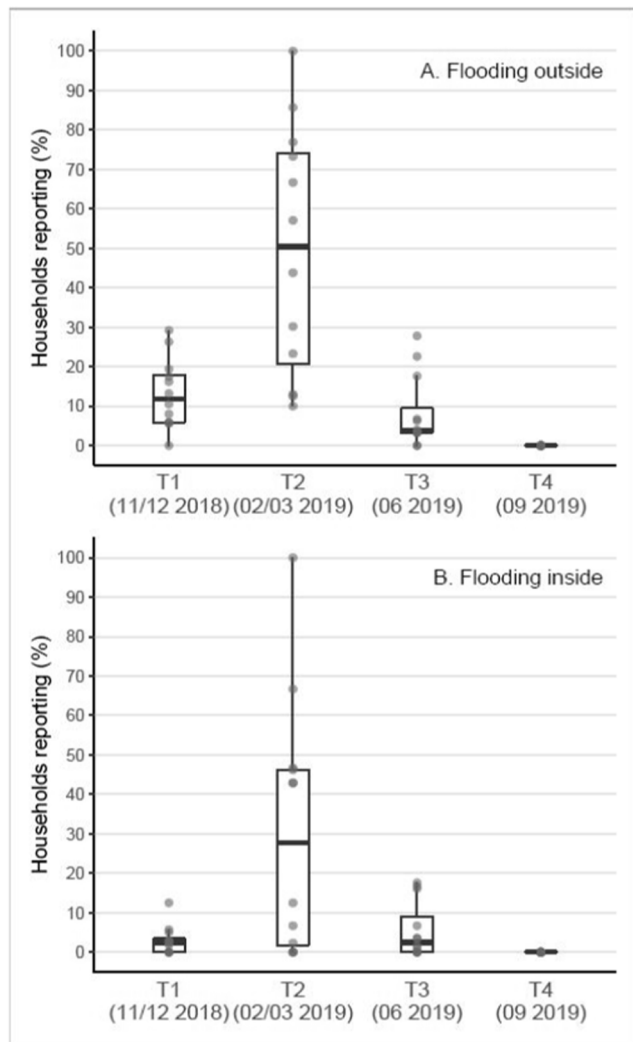 A. Flooding outside
Households reporting (%)
100
90
80
70
60
50
40
30
20
10
0
T1 T2 T3 T4
(11/12 2018) (02/03 2019) (06 2019) (09 2019)
B. Flooding inside
Households reporting (%)
100
90
80
70
60
50
40
30
20
10
0
T1 T2 T3 T4
(11/12 2018) (02/03 2019) (06 2019) (09 2019)